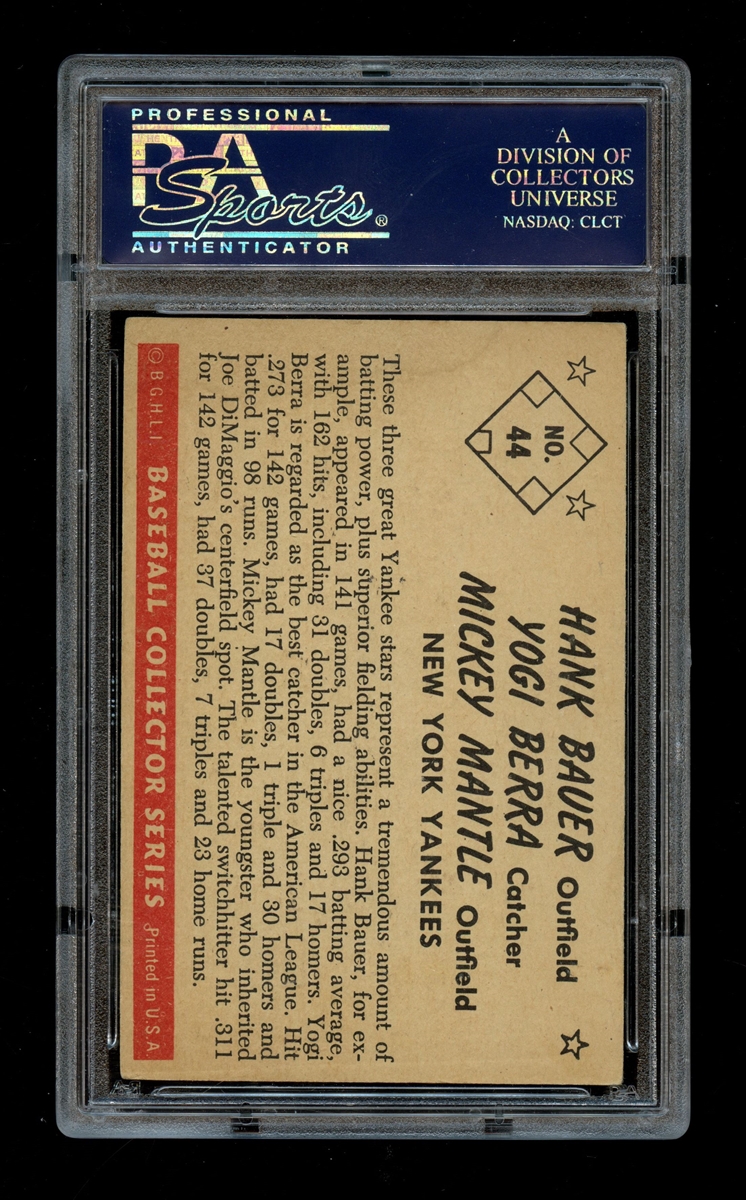 PROFESSIONAL
PSA
Sports®
AUTHENTICATOR
A
DIVISION OF
COLLECTORS
UNIVERSE
NASDAQ: CLCT
NO.
44
HANK BAUER Outfield
YOGI BERRA Catcher
MICKEY MANTLE Outfield
NEW YORK YANKEES
These three great Yankee stars represent a tremendous amount of
batting power, plus superior fielding abilities. Hank Bauer, for ex-
ample, appeared in 141 games, had a nice .293 batting average,
with 162 hits, including 31 doubles, 6 triples and 17 homers. Yogi
Berra is regarded as the best catcher in the American League. Hit
.273 for 142 games, had 17 doubles, 1 triple and 30 homers and
batted in 98 runs. Mickey Mantle is the youngster who inherited
Joe DiMaggio's centerfield spot. The talented switchhitter hit .311
for 142 games, had 37 doubles, 7 triples and 23 home runs.
© B.G.H.L.I. BASEBALL COLLECTOR SERIES Printed in U.S.A.